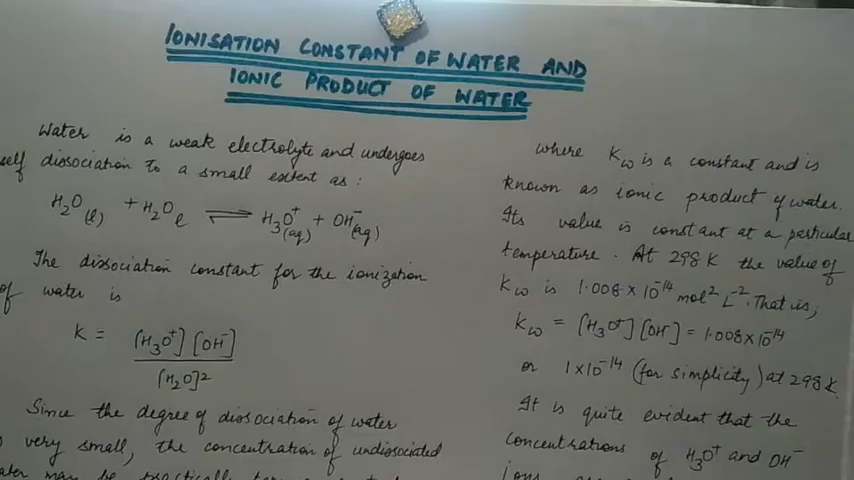 IONISATION CONSTANT OF WATER AND
IONIC PRODUCT OF WATER
Water is a weak electrolyte and undergoes
self dissociation to a small extent as :
H₂O(l) + H₂O l ⇌ H₃O⁺(aq) + OH⁻(aq)
The dissociation constant for the ionization
of water is
K = [H₃O⁺] [OH⁻] / [H₂O]²
Since the degree of dissociation of water
very small, the concentration of undissociated
may be practically
where Kw is a constant and is
known as ionic product of water.
Its value is constant at a particular
temperature. At 298 K the value of
Kw is 1.008 × 10⁻¹⁴ mol² L⁻². That is,
Kw = [H₃O⁺] [OH⁻] = 1.008 × 10⁻¹⁴
or 1 × 10⁻¹⁴ (for simplicity) at 298 K.
It is quite evident that the
concentrations of H₃O⁺ and OH⁻
ions